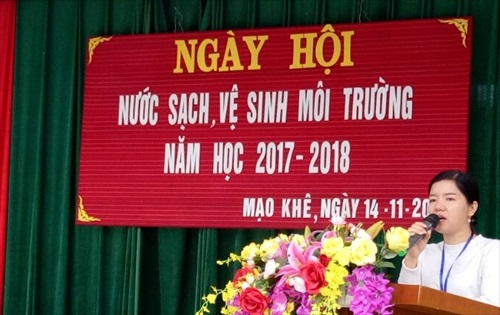 NGÀY HỘI
NƯỚC SẠCH, VỆ SINH MÔI TRƯỜNG
NĂM HỌC 2017-2018
MẠO KHÊ, NGÀY 14-11-20